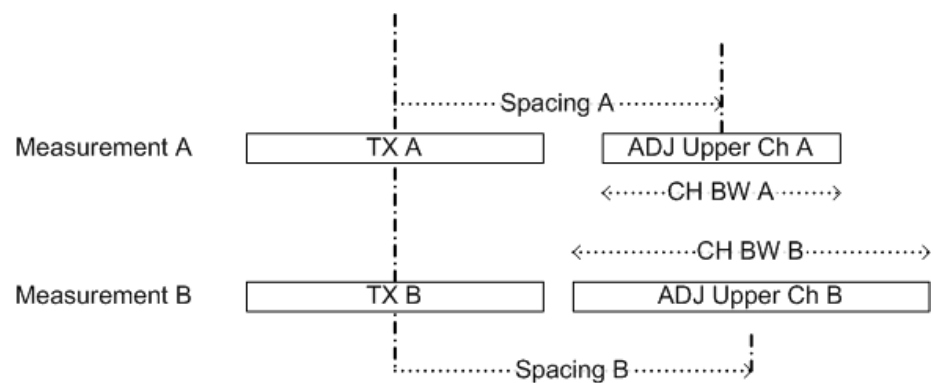 Spacing A
Measurement A
TX A
ADJ Upper Ch A
CH BW A
CH BW B
Measurement B
TX B
ADJ Upper Ch B
Spacing B